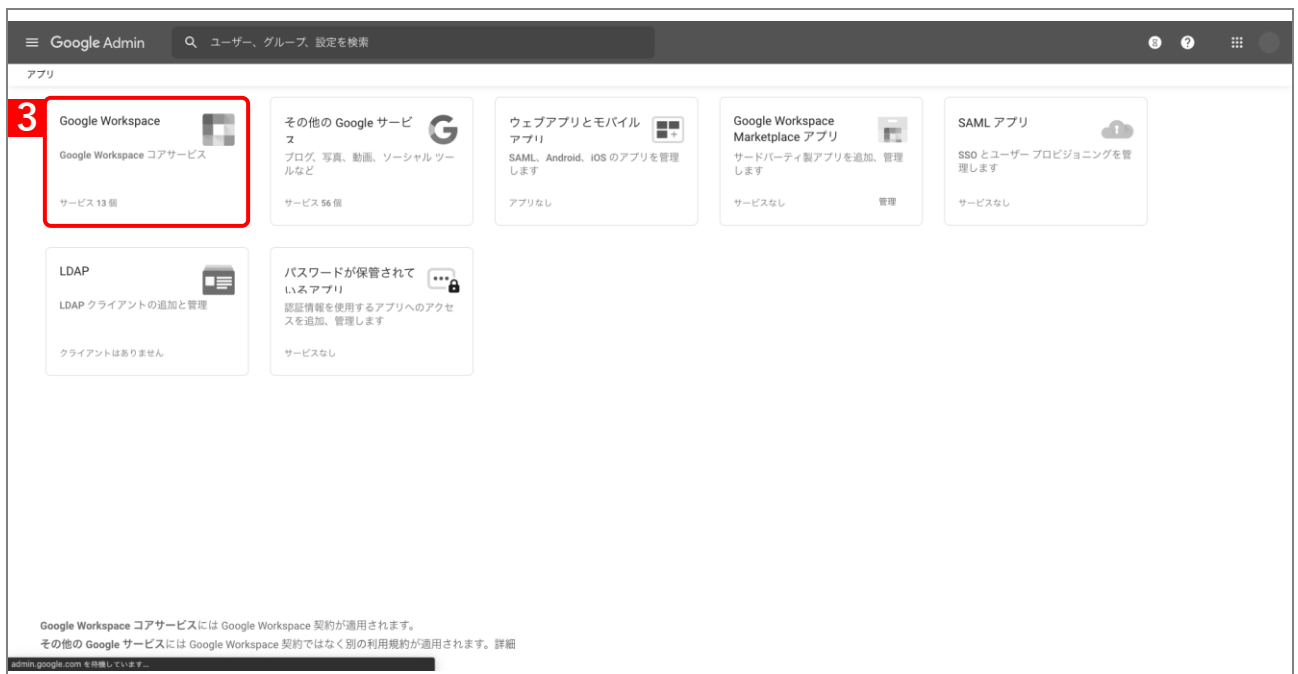 Google Admin
ユーザー、グループ、設定を検索
アプリ
3
Google Workspace
Google Workspace コアサービス
サービス 13 個
その他の Google サービ
ス
ブログ、写真、動画、ソーシャル ツー
ルなど
サービス 56 個
ウェブアプリとモバイル
アプリ
SAML、Android、iOS のアプリを管理
します
アプリなし
Google Workspace
Marketplace アプリ
サードパーティ製アプリを追加、管理
します
サービスなし
管理
SAML アプリ
SSO とユーザー プロビジョニングを管
理します
サービスなし
LDAP
LDAP クライアントの追加と管理
クライアントはありません
パスワードが保管されて
いるアプリ
認証情報を使用するアプリへのアクセ
スを追加、管理します
サービスなし
Google Workspace コアサービスには Google Workspace 契約が適用されます。
その他の Google サービスには Google Workspace 契約ではなく別の利用規約が適用されます。詳細
admin.google.com を待機しています...